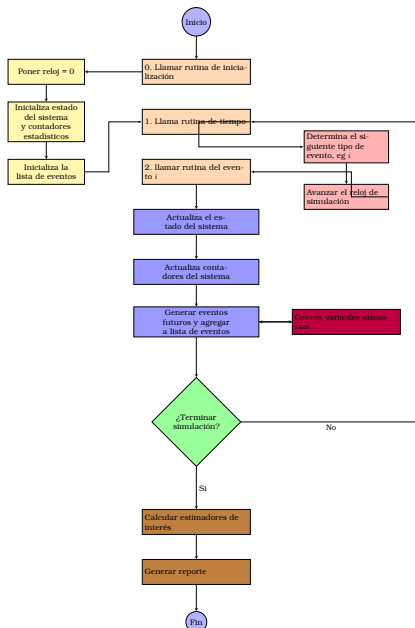 Inicio
0. Llamar rutina de inicia-
lización
Poner reloj = 0
Inicializa estado
del sistema
y contadores
estadísticos
Inicializa la
lista de eventos
1. Llama rutina de tiempo
Determina el si-
guiente tipo de
evento, eg i
2. llamar rutina del even-
to i
Avanzar el reloj de
simulación
Actualiza el es-
tado del sistema
Actualiza conta-
dores del sistema
Generar eventos
futuros y agregar
a lista de eventos
Genera variables aleato-
rias
¿Terminar
simulación?
No
Sí
Calcular estimadores de
interés
Generar reporte
Fin